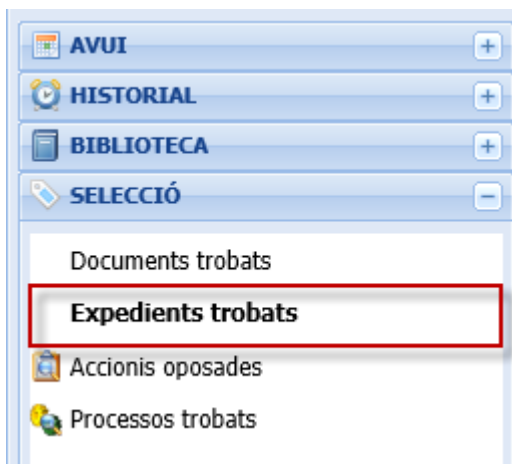 AVUI
HISTORIAL
BIBLIOTECA
SELECCIÓ
Documents trobats
Expedients trobats
Accionis oposades
Processos trobats